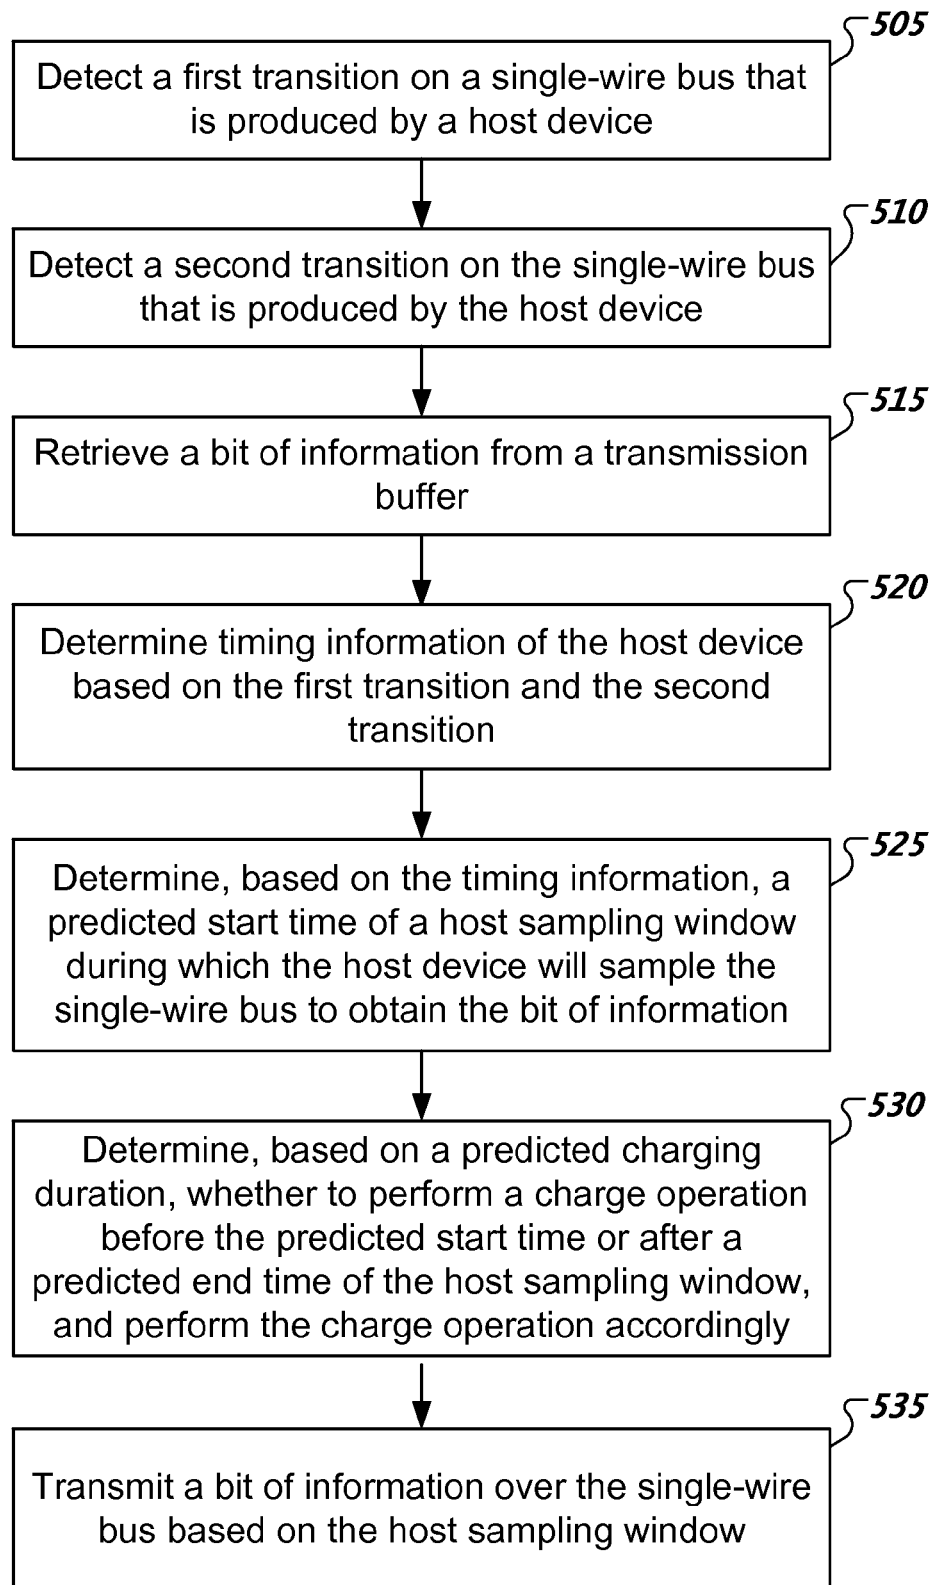 505
Detect a first transition on a single-wire bus that
is produced by a host device
510
Detect a second transition on the single-wire bus
that is produced by the host device
515
Retrieve a bit of information from a transmission
buffer
520
Determine timing information of the host device
based on the first transition and the second
transition
525
Determine, based on the timing information, a
predicted start time of a host sampling window
during which the host device will sample the
single-wire bus to obtain the bit of information
530
Determine, based on a predicted charging
duration, whether to perform a charge operation
before the predicted start time or after a
predicted end time of the host sampling window,
and perform the charge operation accordingly
535
Transmit a bit of information over the single-wire
bus based on the host sampling window